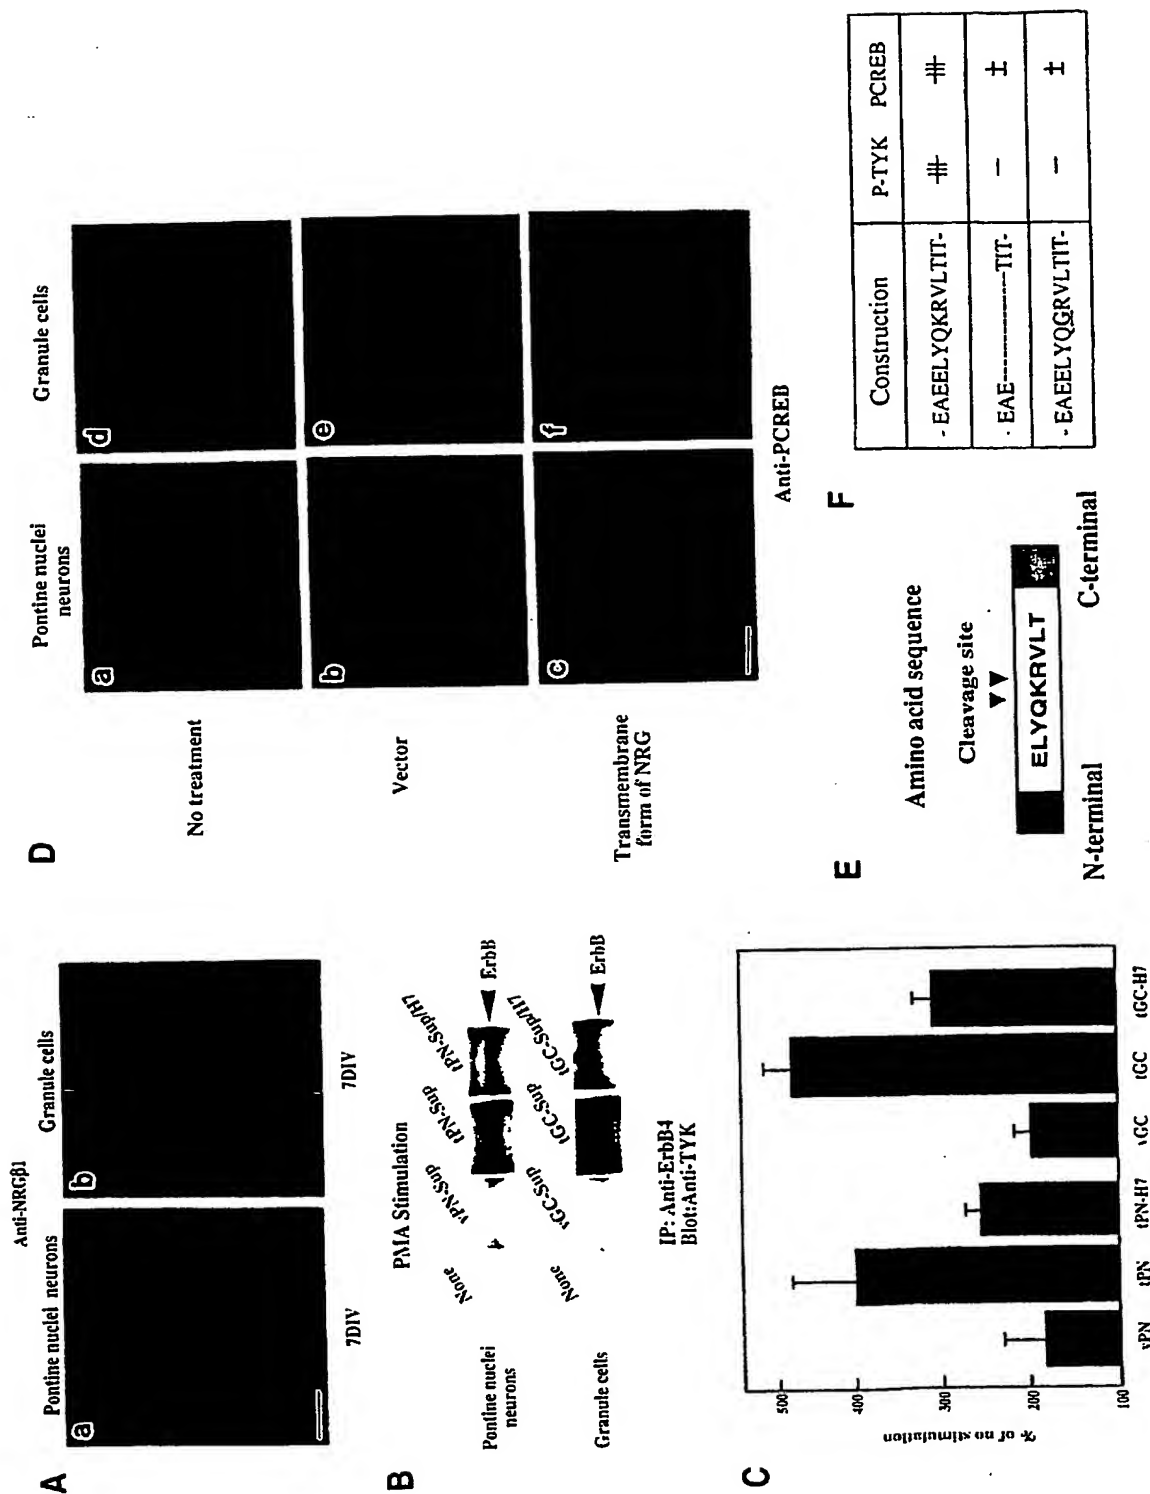 A
Anti-NRGβ1
Pontine nuclei neurons
Granule cells
a
b
7DIV
7DIV
B
PMA Stimulation
None
vPN-Sup
tPN-Sup
tPN-Sup/H7
Pontine nuclei
neurons
ErbB
None
vGC-Sup
tGC-Sup
tGC-Sup/H7
Granule cells
ErbB
IP: Anti-ErbB4
Blot:Anti-TYK
C
% of no stimulation
500
400
300
200
100
vPN
tPN
tPN-H7
vGC
tGC
tGC-H7
D
Pontine nuclei
neurons
Granule cells
No treatment
a
d
Vector
b
e
Transmembrane
form of NRG
c
f
Anti-PCREB
E
Amino acid sequence
Cleavage site
ELYQKRVLT
N-terminal
C-terminal
F
Construction P-TYK PCREB
- EAEELYQKRVLTIT- +++ +++
- EAE--------------TIT- − ±
- EAEELYQGRVLTIT- − ±